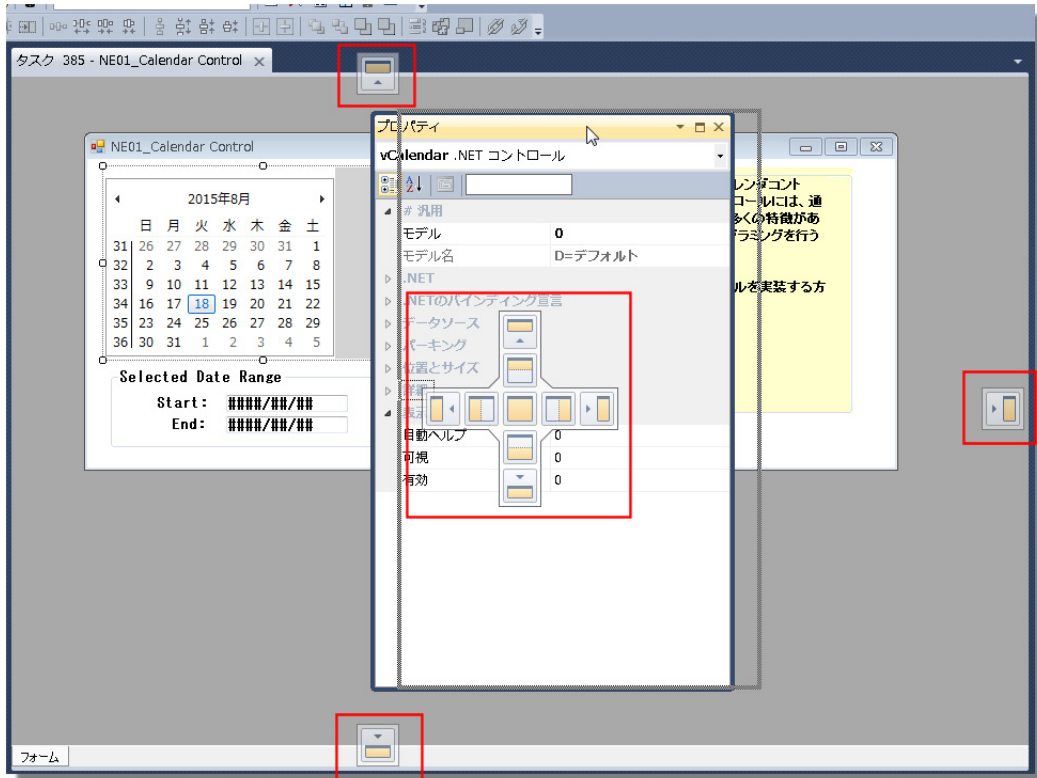 タスク 385 - NE01_Calendar Control
NE01_Calendar Control
2015年8月
日 月 火 水 木 金 土
31 26 27 28 29 30 31 1
32 2 3 4 5 6 7 8
33 9 10 11 12 13 14 15
34 16 17 18 19 20 21 22
35 23 24 25 26 27 28 29
36 30 31 1 2 3 4 5
Selected Date Range
Start: ####/##/##
End: ####/##/##
プロパティ
vCalendar .NET コントロール
# 汎用
モデル 0
モデル名 D=デフォルト
.NET
.NETのバインディング宣言
データソース
パーキング
位置とサイズ
詳細
表示
自動ヘルプ 0
可視 0
有効 0
レンダコント
コールには、通
多くの特徴があ
グラミングを行う
ルを実装する方
フォーム